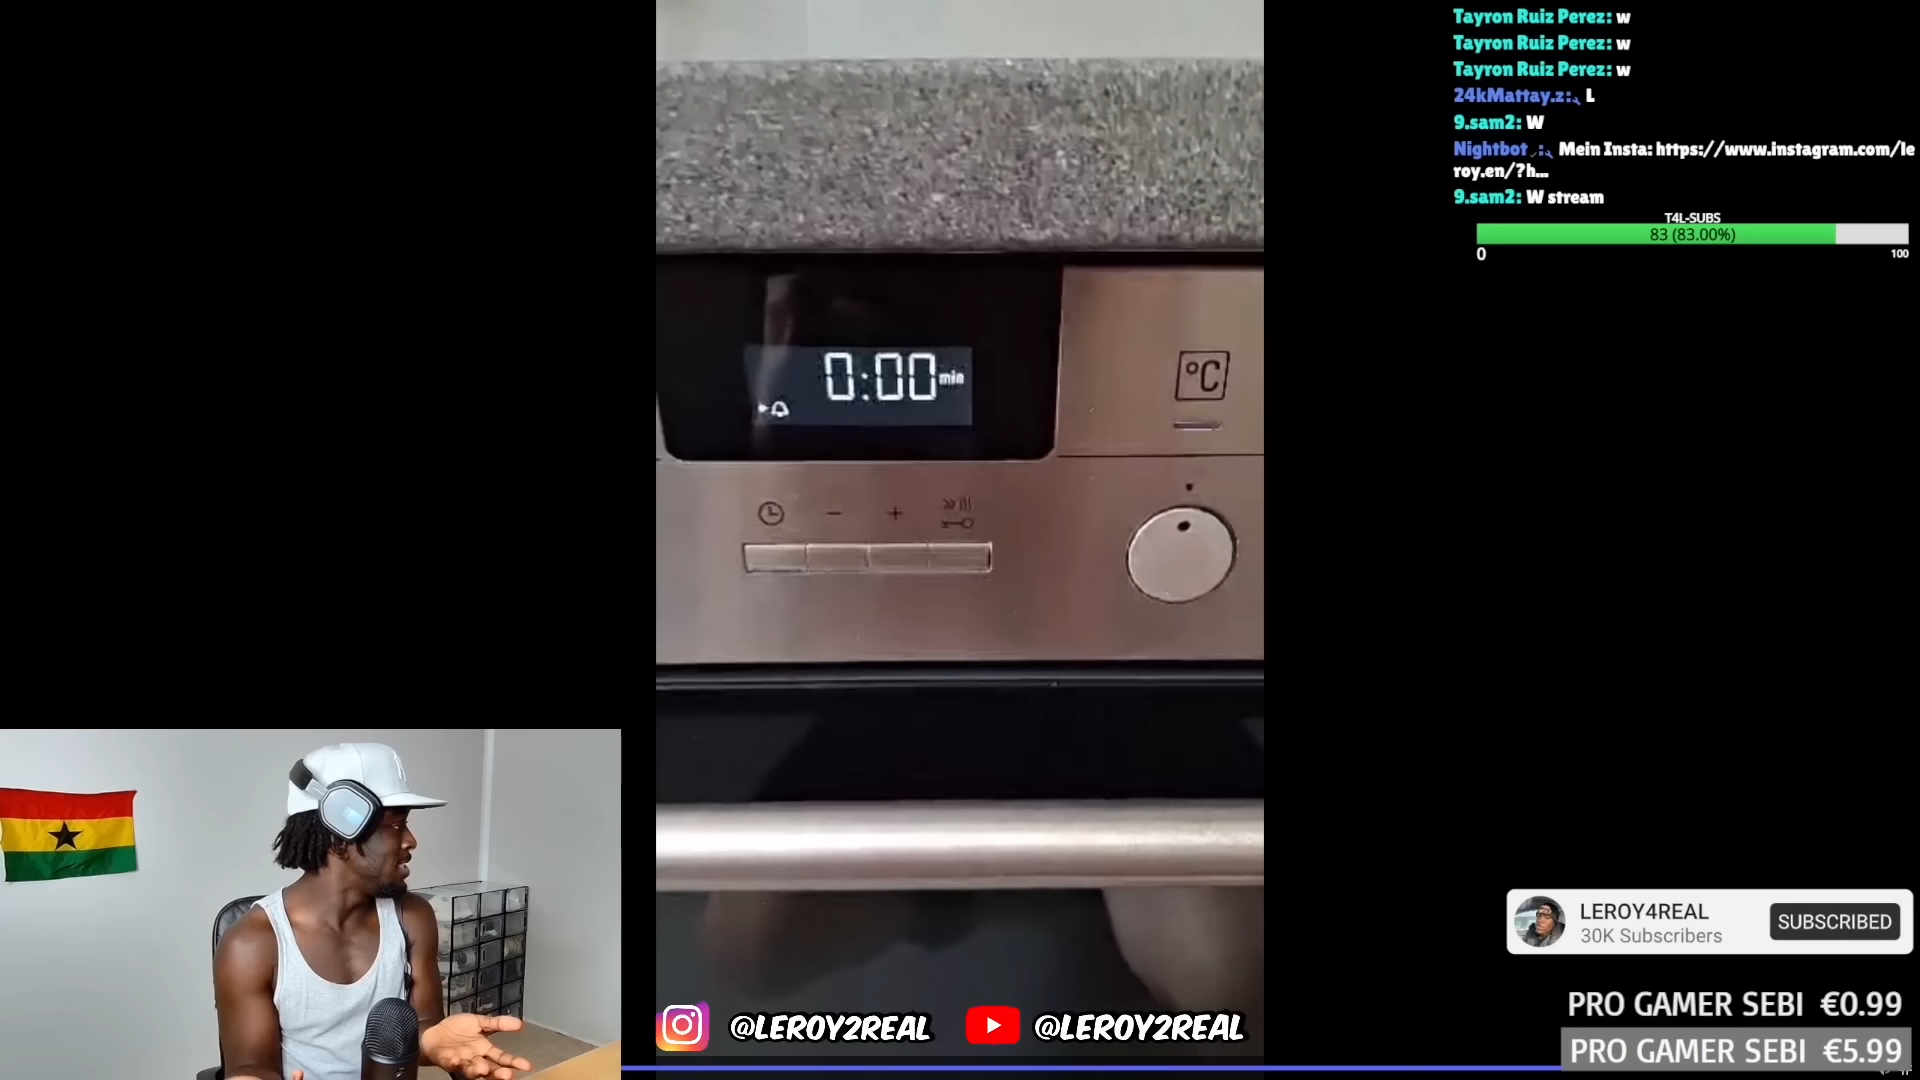 Tayron Ruiz Perez: w
Tayron Ruiz Perez: w
Tayron Ruiz Perez: w
24kMattay.z: L
9.sam2: W
Nightbot : Mein Insta: https://www.instagram.com/le
roy.en/?h...
9.sam2: W stream
T4L-SUBS
83 (83.00%)
0
100
0:00 min
°C
- +
@LEROY2REAL @LEROY2REAL
LEROY4REAL
30K Subscribers
SUBSCRIBED
PRO GAMER SEBI €0.99
PRO GAMER SEBI €5.99